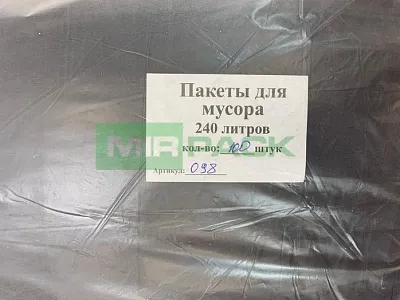 Пакеты для
мусора
240 литров
MIRPACK
кол-во: 100 штук
Артикул: 098